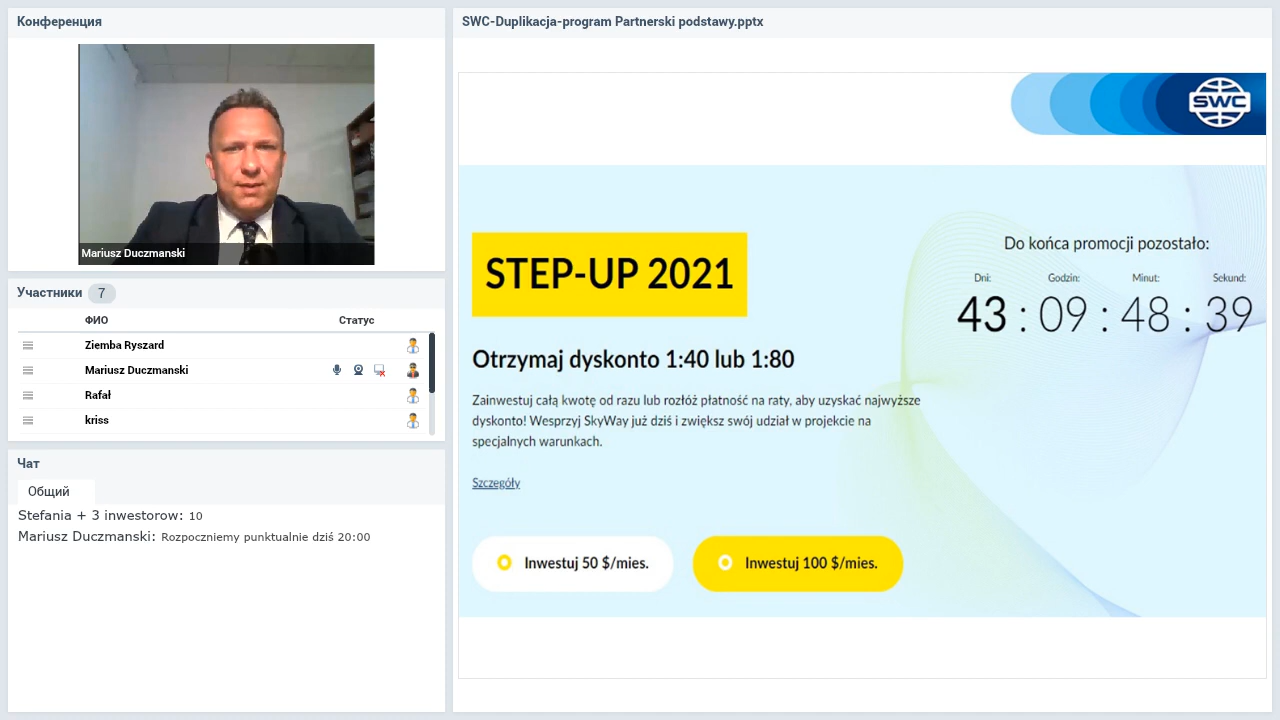 Конференция
Mariusz Duczmanski
Участники 7
ФИО Статус
Ziemba Ryszard
Mariusz Duczmanski
Rafał
kriss
Чат
Общий
Stefania + 3 inwestorow: 10
Mariusz Duczmanski: Rozpoczniemy punktualnie dziś 20:00
SWC-Duplikacja-program Partnerski podstawy.pptx
SWC
STEP-UP 2021
Do końca promocji pozostało:
Dni: Godzin: Minut: Sekund:
43 : 09 : 48 : 39
Otrzymaj dyskonto 1:40 lub 1:80
Zainwestuj całą kwotę od razu lub rozłóż płatność na raty, aby uzyskać najwyższe
dyskonto! Wesprzyj SkyWay już dziś i zwiększ swój udział w projekcie na
specjalnych warunkach.
Szczegóły
Inwestuj 50 $/mies.
Inwestuj 100 $/mies.